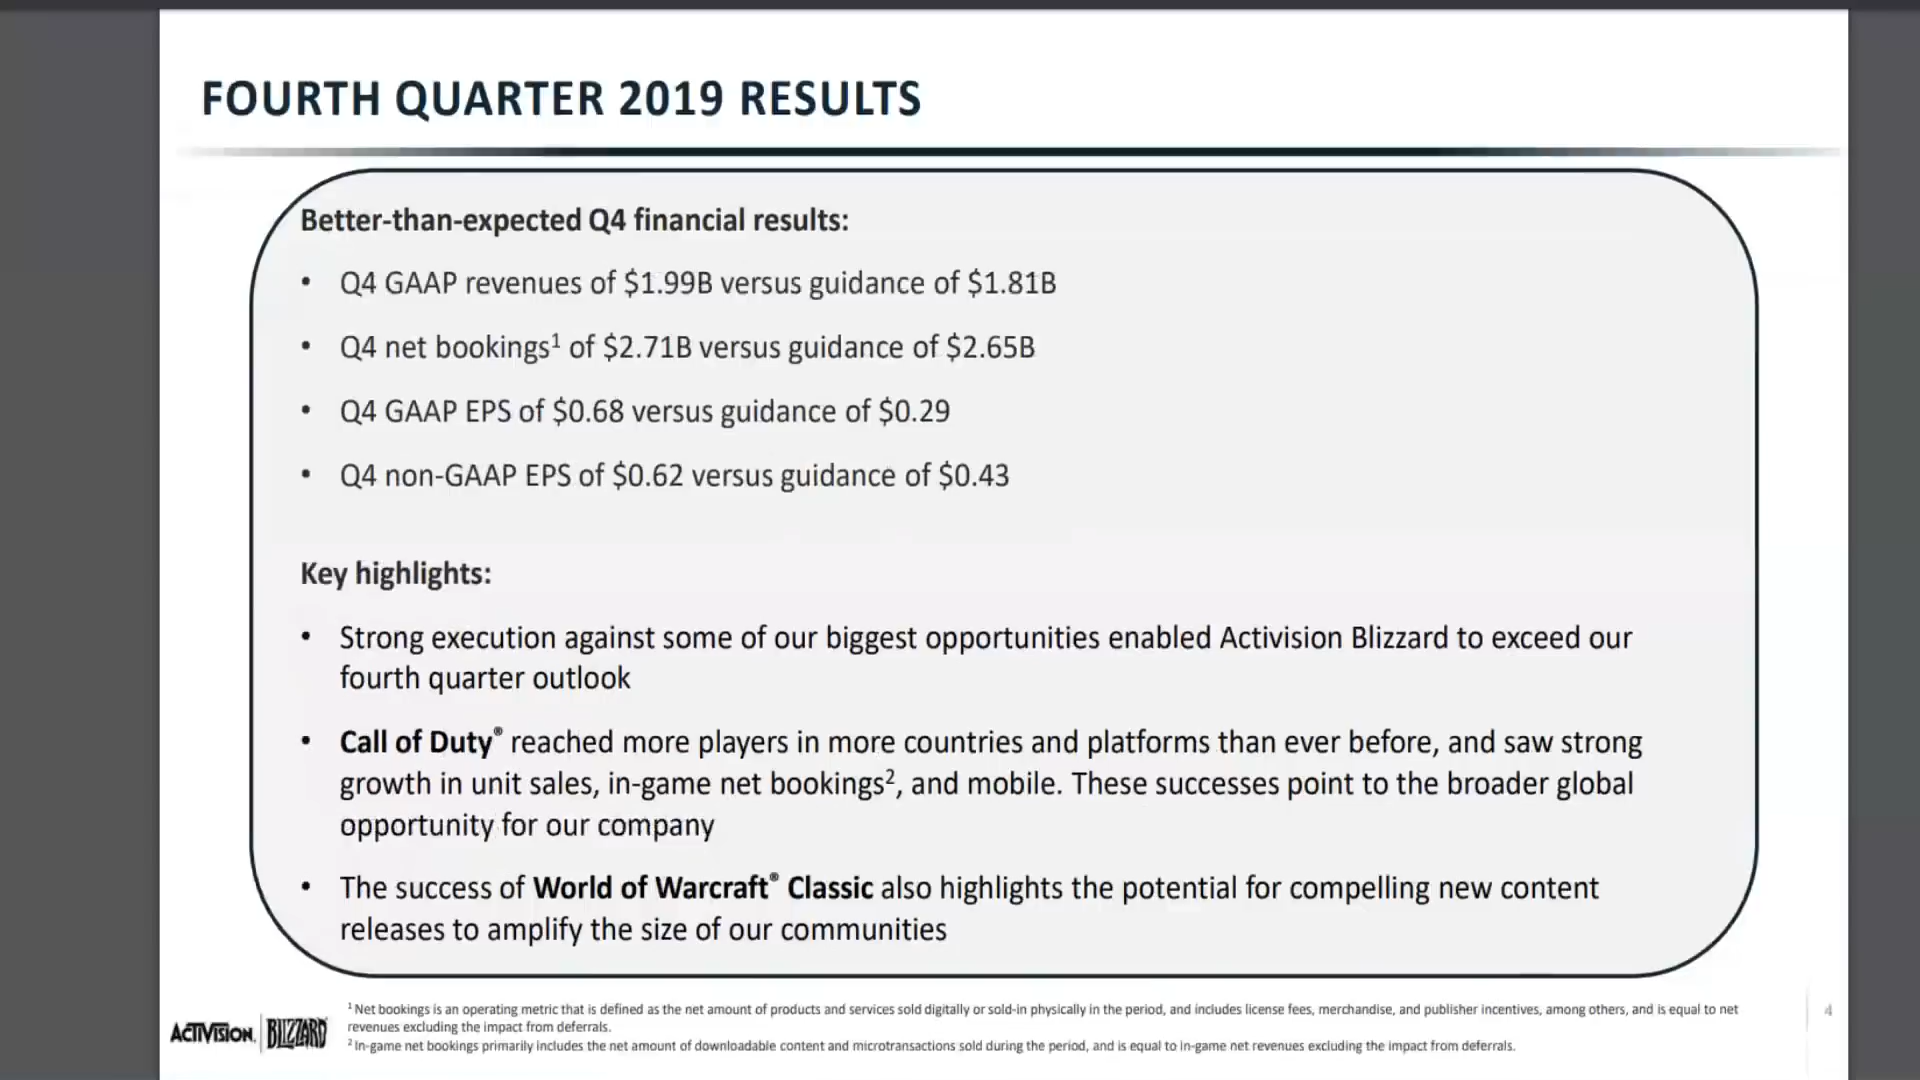 FOURTH QUARTER 2019 RESULTS
Better-than-expected Q4 financial results:
• Q4 GAAP revenues of $1.99B versus guidance of $1.81B
• Q4 net bookings¹ of $2.71B versus guidance of $2.65B
• Q4 GAAP EPS of $0.68 versus guidance of $0.29
• Q4 non-GAAP EPS of $0.62 versus guidance of $0.43
Key highlights:
• Strong execution against some of our biggest opportunities enabled Activision Blizzard to exceed our
fourth quarter outlook
• Call of Duty® reached more players in more countries and platforms than ever before, and saw strong
growth in unit sales, in-game net bookings², and mobile. These successes point to the broader global
opportunity for our company
• The success of World of Warcraft® Classic also highlights the potential for compelling new content
releases to amplify the size of our communities
ACTIVISION. BLIZZARD
¹ Net bookings is an operating metric that is defined as the net amount of products and services sold digitally or sold-in physically in the period, and includes license fees, merchandise, and publisher incentives, among others, and is equal to net
revenues excluding the impact from deferrals.
² In-game net bookings primarily includes the net amount of downloadable content and microtransactions sold during the period, and is equal to in-game net revenues excluding the impact from deferrals.
4